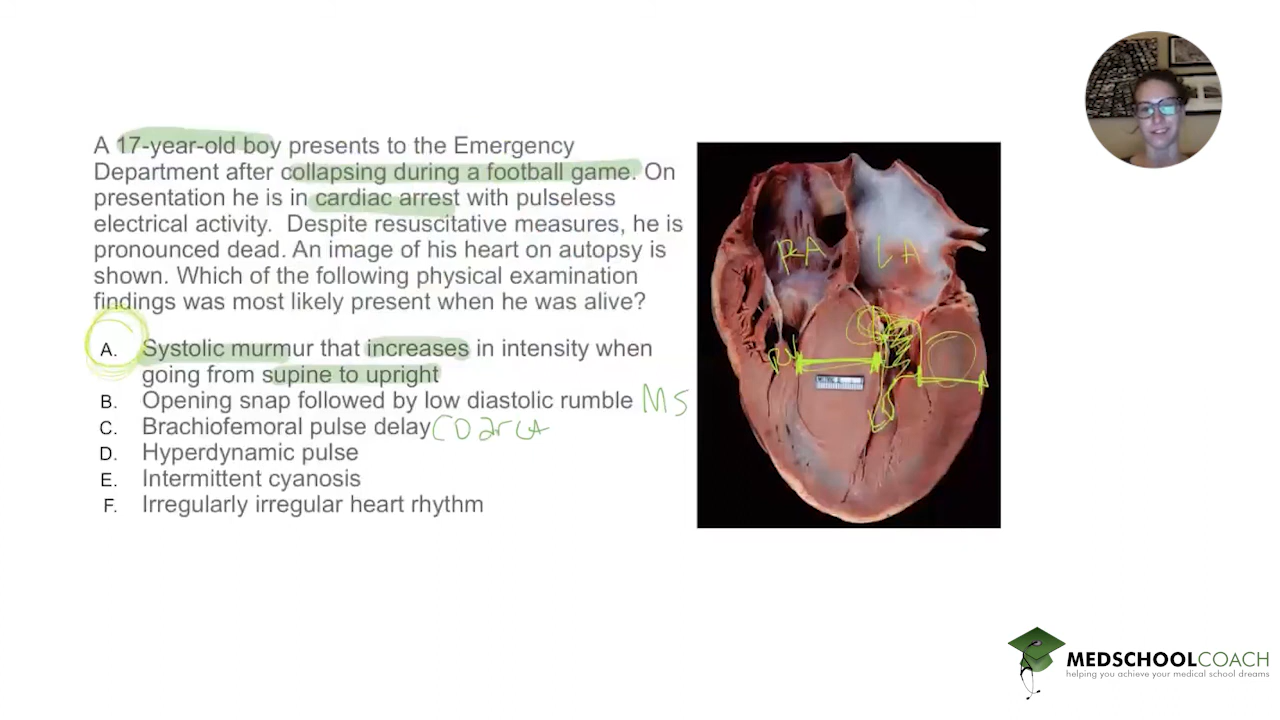 A 17-year-old boy presents to the Emergency
Department after collapsing during a football game. On
presentation he is in cardiac arrest with pulseless
electrical activity. Despite resuscitative measures, he is
pronounced dead. An image of his heart on autopsy is
shown. Which of the following physical examination
findings was most likely present when he was alive?
A. Systolic murmur that increases in intensity when
going from supine to upright
B. Opening snap followed by low diastolic rumble MS
C. Brachiofemoral pulse delay
D. Hyperdynamic pulse
E. Intermittent cyanosis
F. Irregularly irregular heart rhythm
RA LA
RV
MEDSCHOOLCOACH
helping you achieve your medical school dreams